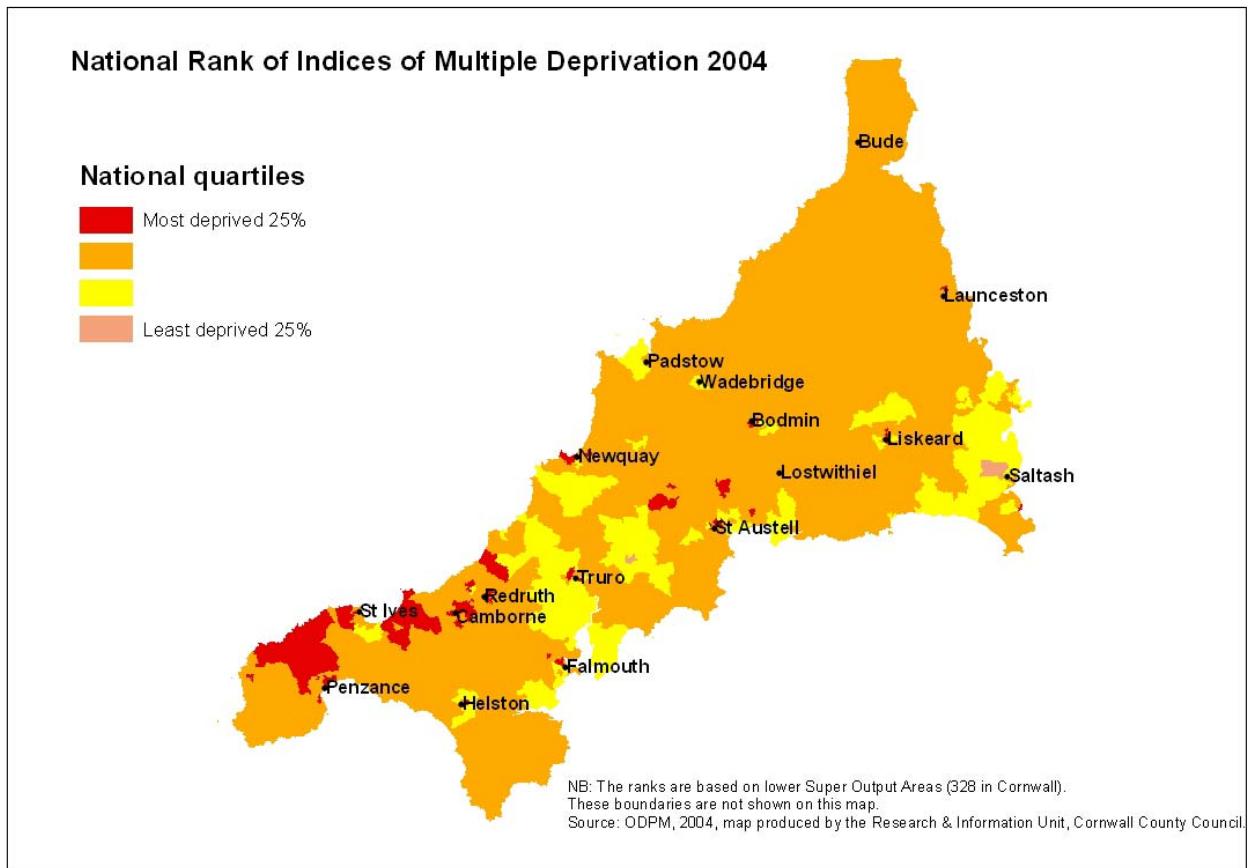 National Rank of Indices of Multiple Deprivation 2004
National quartiles
Most deprived 25%
Least deprived 25%
Bude
Launceston
Padstow
Wadebridge
Bodmin
Liskeard
Newquay
Lostwithiel
Saltash
St Austell
Truro
Redruth
St Ives
Camborne
Falmouth
Penzance
Helston
NB: The ranks are based on lower Super Output Areas (328 in Cornwall).
These boundaries are not shown on this map.
Source: ODPM, 2004, map produced by the Research & Information Unit, Cornwall County Council.